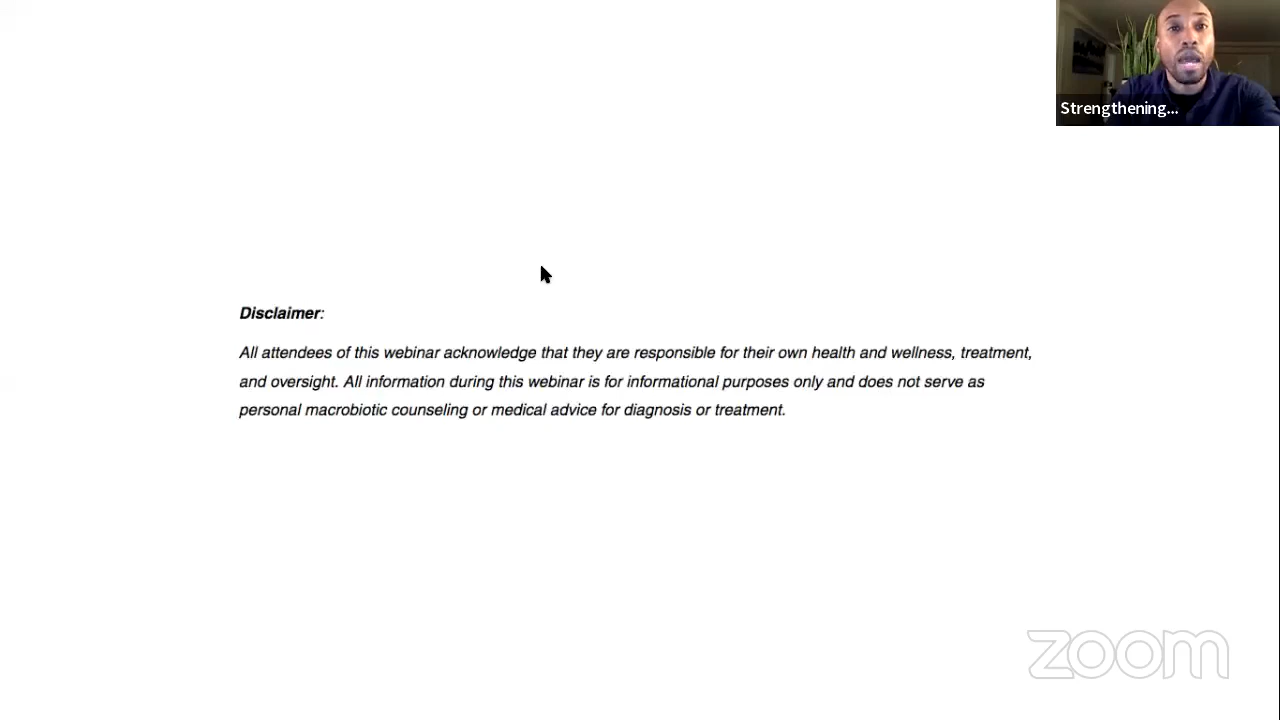 Strengthening...
Disclaimer:
All attendees of this webinar acknowledge that they are responsible for their own health and wellness, treatment,
and oversight. All information during this webinar is for informational purposes only and does not serve as
personal macrobiotic counseling or medical advice for diagnosis or treatment.
zoom